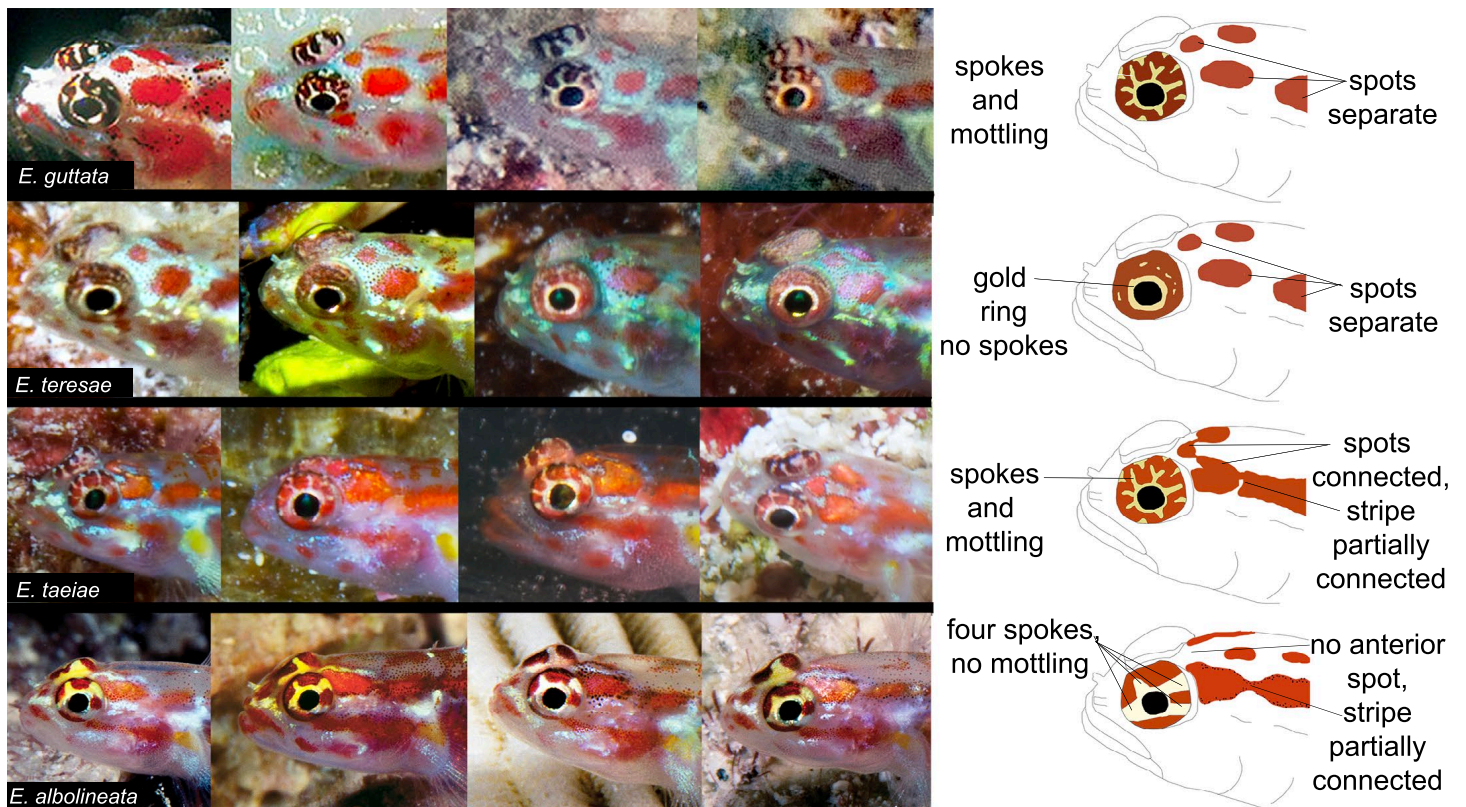 spokes
and
mottling
spots
separate
E. guttata
gold
ring
no spokes
spots
separate
E. teresae
spokes
and
mottling
spots
connected,
stripe
partially
connected
E. taeiae
four spokes,
no mottling
no anterior
spot,
stripe
partially
connected
E. albolineata